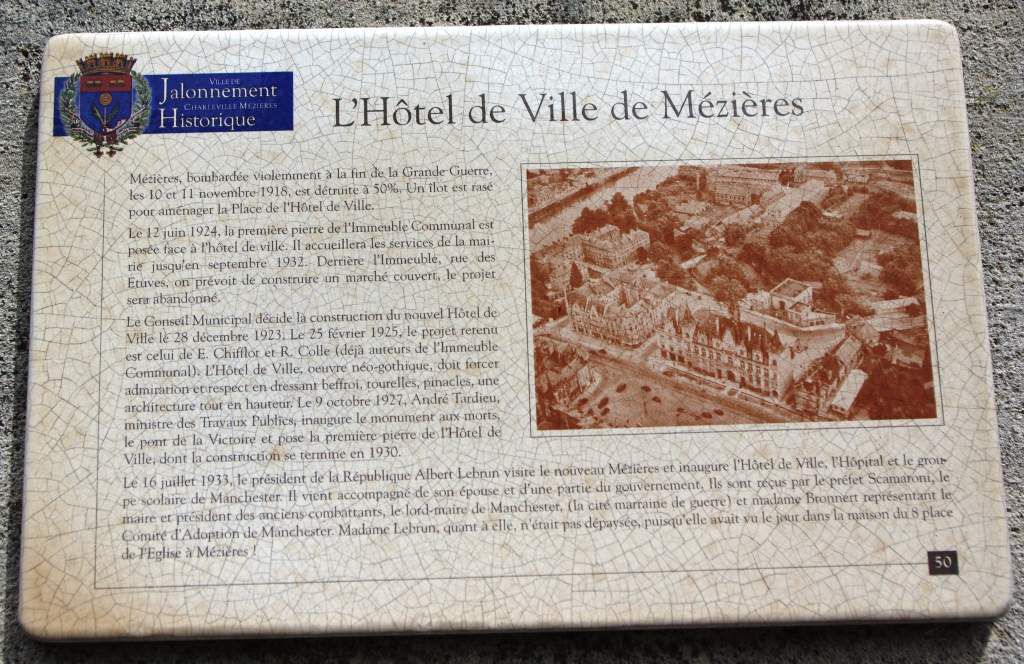 VILLE DE
Jalonnement
CHARLEVILLE MÉZIÈRES
Historique
L'Hôtel de Ville de Mézières
Mézières, bombardée violemment à la fin de la Grande Guerre,
les 10 et 11 novembre 1918, est détruite à 50%. Un îlot est rasé
pour aménager la Place de l'Hôtel de Ville.
Le 12 juin 1924, la première pierre de l'Immeuble Communal est
posée face à l'hôtel de ville. Il accueillera les services de la mai-
rie jusqu'en septembre 1932. Derrière l'Immeuble, rue des
Etuves, on prévoit de construire un marché couvert, le projet
sera abandonné.
Le Conseil Municipal décide la construction du nouvel Hôtel de
Ville le 28 décembre 1923. Le 25 février 1925, le projet retenu
est celui de E. Chifflot et R. Colle (déjà auteurs de l'Immeuble
Communal). L'Hôtel de Ville, oeuvre néo-gothique, doit forcer
admiration et respect en dressant beffroi, tourelles, pinacles, une
architecture tout en hauteur. Le 9 octobre 1927, André Tardieu,
ministre des Travaux Publics, inaugure le monument aux morts,
le pont de la Victoire et pose la première pierre de l'Hôtel de
Ville, dont la construction se termine en 1930.
Le 16 juillet 1933, le président de la République Albert Lebrun visite le nouveau Mézières et inaugure l'Hôtel de Ville, l'Hôpital et le grou-
pe scolaire de Manchester. Il vient accompagné de son épouse et d'une partie du gouvernement. Ils sont reçus par le préfet Scamaroni, le
maire et président des anciens combattants, le lord-maire de Manchester, (la cité marraine de guerre) et madame Bronnert représentant le
Comité d'Adoption de Manchester. Madame Lebrun, quant à elle, n'était pas dépaysée, puisqu'elle avait vu le jour dans la maison du 8 place
de l'Eglise à Mézières !
50